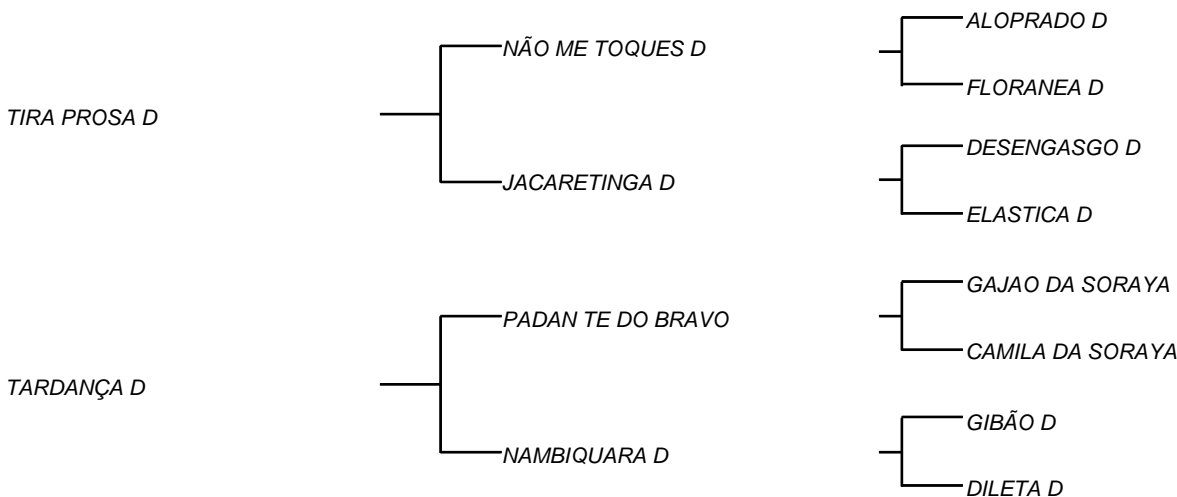 ALOPRADO D
NÃO ME TOQUES D
FLORANEA D
TIRA PROSA D
DESENGASGO D
JACARETINGA D
ELASTICA D
GAJAO DA SORAYA
PADAN TE DO BRAVO
CAMILA DA SORAYA
TARDANÇA D
GIBÃO D
NAMBIQUARA D
DILETA D